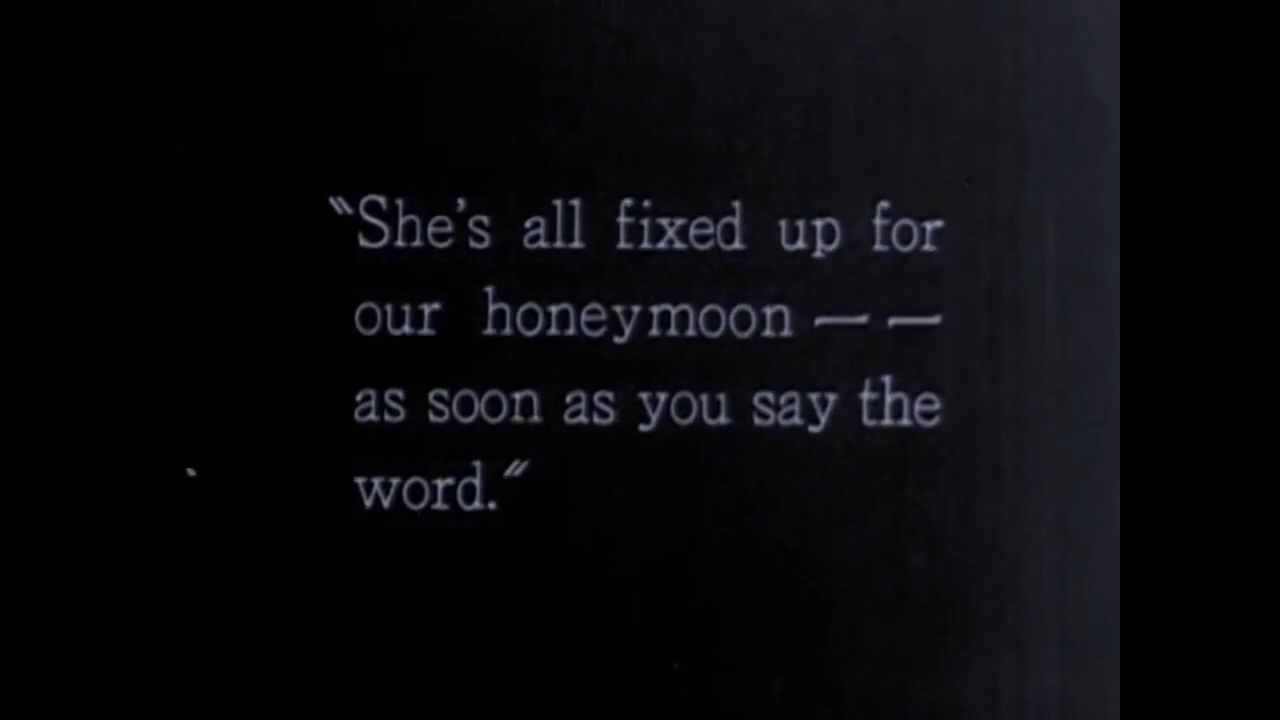 "She's all fixed up for
our honeymoon — —
as soon as you say the
word."